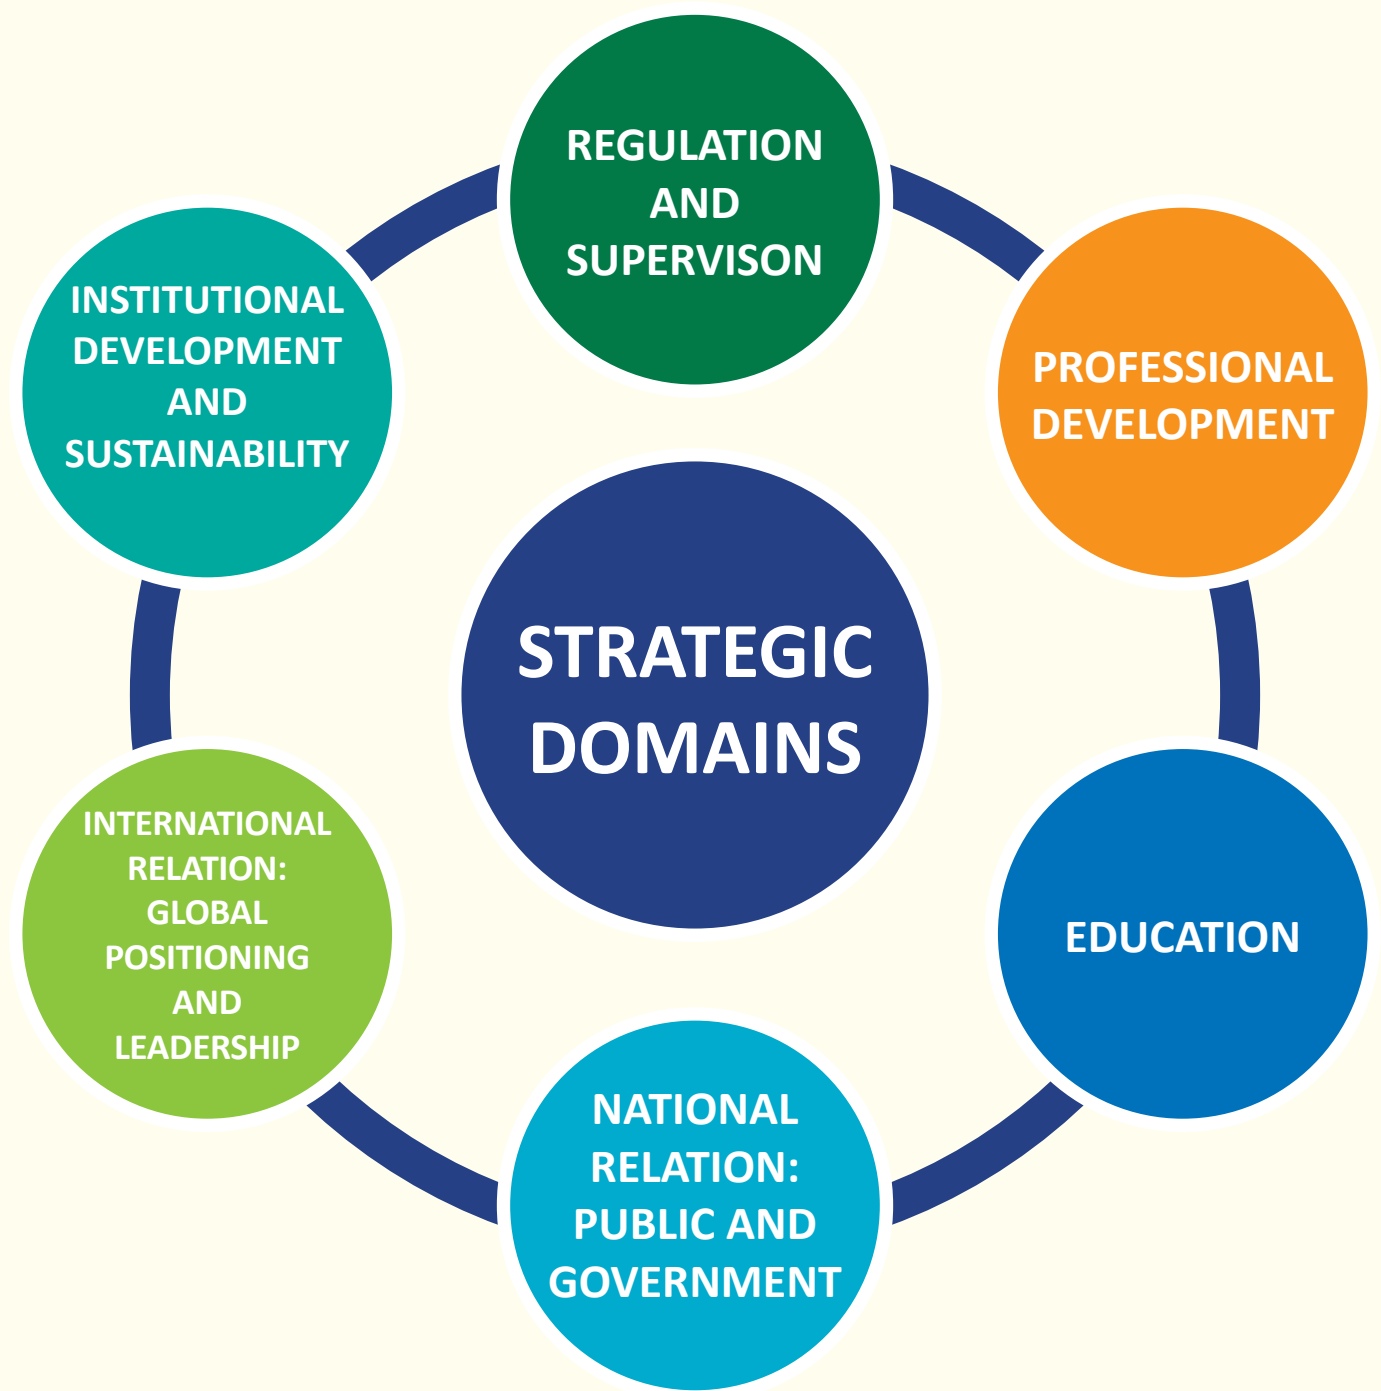 REGULATION
AND
SUPERVISON
PROFESSIONAL
DEVELOPMENT
EDUCATION
NATIONAL
RELATION:
PUBLIC AND
GOVERNMENT
INTERNATIONAL
RELATION:
GLOBAL
POSITIONING
AND
LEADERSHIP
INSTITUTIONAL
DEVELOPMENT
AND
SUSTAINABILITY
STRATEGIC
DOMAINS